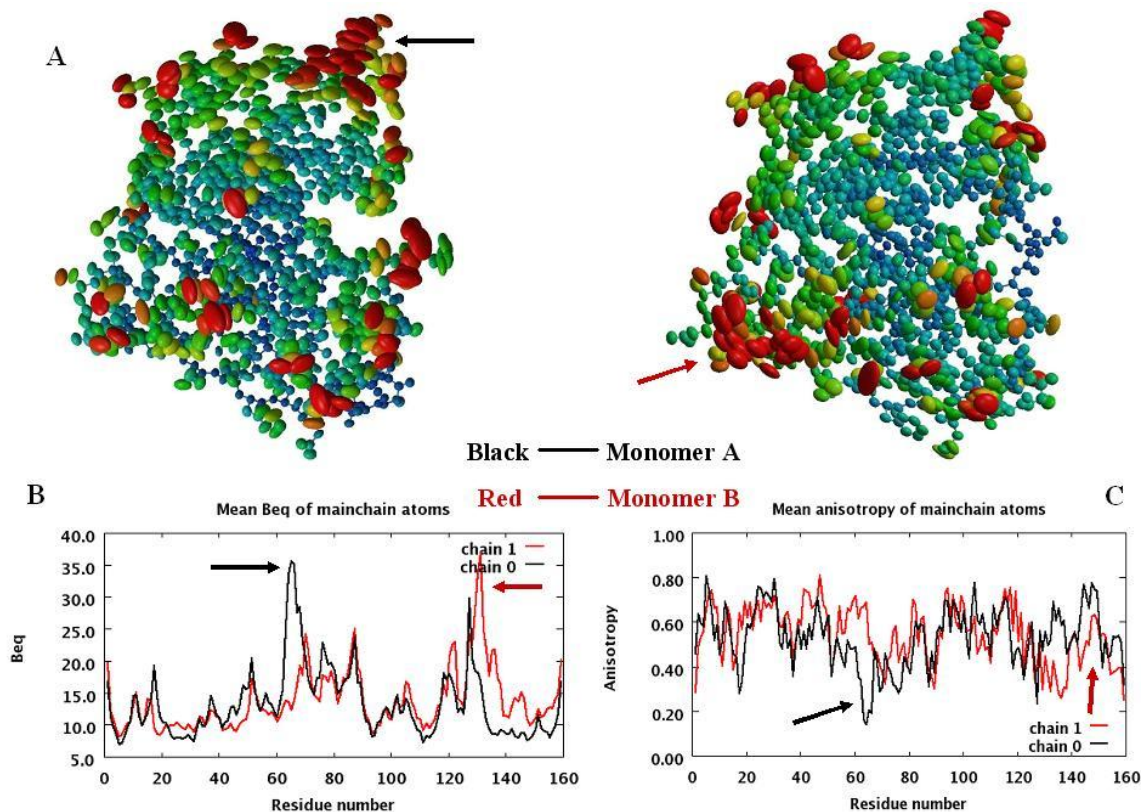 A
Black — Monomer A
Red — Monomer B
B
Mean Beq of mainchain atoms
40.0
35.0
30.0
25.0
20.0
15.0
10.0
5.0
Beq
chain 1
chain 0
0 20 40 60 80 100 120 140 160
Residue number
C
Mean anisotropy of mainchain atoms
1.00
0.80
0.60
0.40
0.20
0.00
Anisotropy
chain 1
chain 0
0 20 40 60 80 100 120 140 160
Residue number